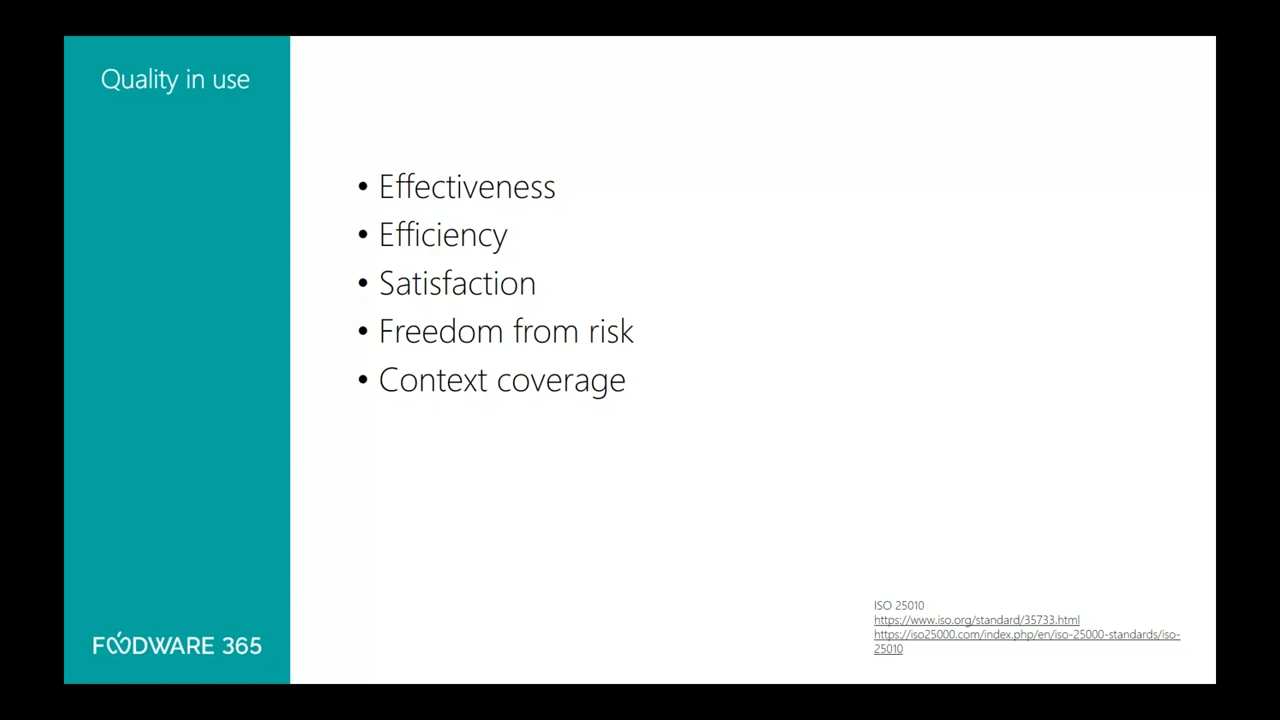 Quality in use
• Effectiveness
• Efficiency
• Satisfaction
• Freedom from risk
• Context coverage
ISO 25010
https://www.iso.org/standard/35733.html
https://iso25000.com/index.php/en/iso-25000-standards/iso-
25010
FOODWARE 365